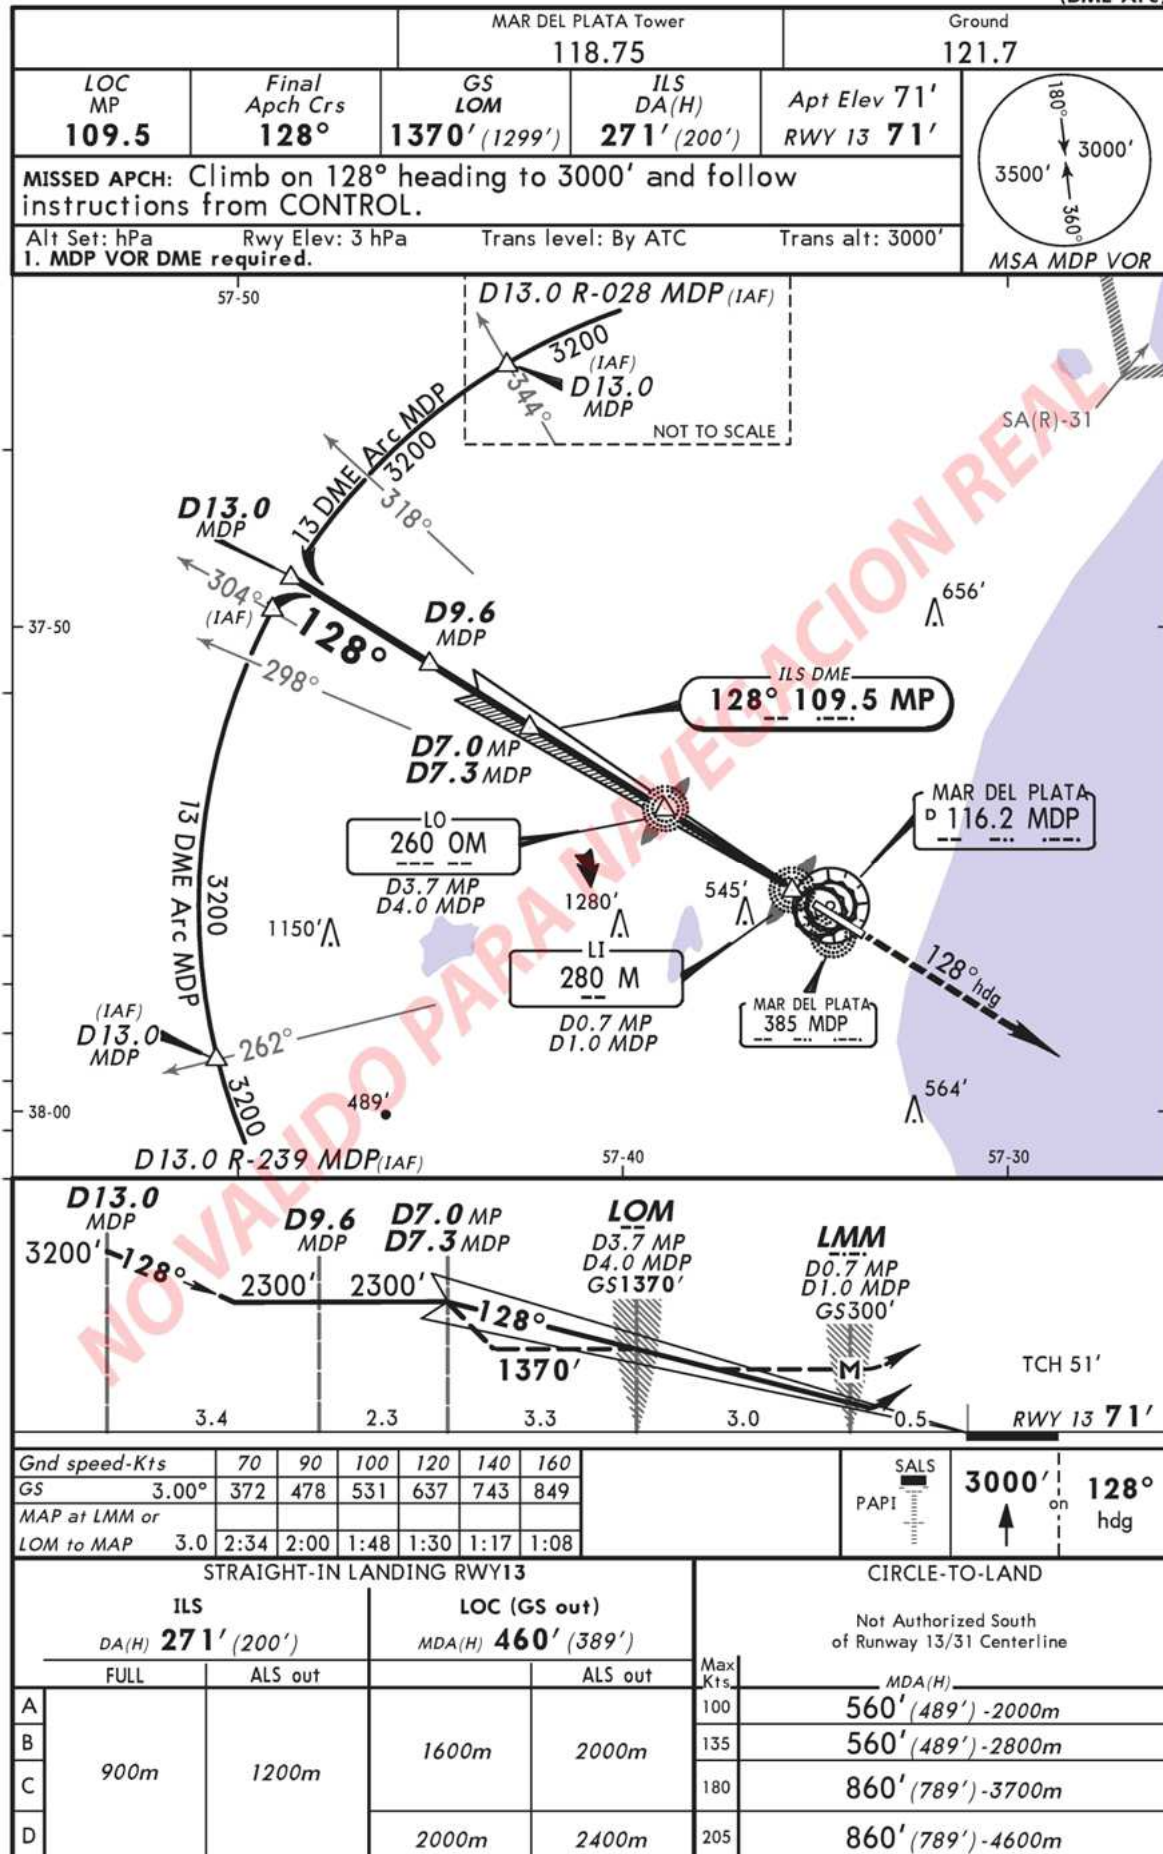 MAR DEL PLATA Tower
118.75
Ground
121.7
LOC
MP
109.5
Final
Apch Crs
128°
GS
LOM
1370' (1299')
ILS
DA(H)
271' (200')
Apt Elev 71'
RWY 13 71'
180°
3000'
3500'
360°
MSA MDP VOR
MISSED APCH: Climb on 128° heading to 3000' and follow
instructions from CONTROL.
Alt Set: hPa Rwy Elev: 3 hPa Trans level: By ATC Trans alt: 3000'
1. MDP VOR DME required.
57-50
D13.0 R-028 MDP (IAF)
3200
(IAF)
D13.0
MDP
344°
NOT TO SCALE
SA(R)-31
13 DME Arc MDP
3200
318°
D13.0
MDP
304°
(IAF)
128°
D9.6
MDP
656'
37-50
298°
ILS DME
128° 109.5 MP
D7.0 MP
D7.3 MDP
MAR DEL PLATA
D 116.2 MDP
LO
260 OM
D3.7 MP
D4.0 MDP
13 DME Arc MDP
3200
1280'
545'
1150'
LI
280 M
D0.7 MP
D1.0 MDP
128° hdg
MAR DEL PLATA
385 MDP
(IAF)
D13.0
MDP
262°
3200
489'
564'
38-00
D13.0 R-239 MDP (IAF)
57-40
57-30
NO VALIDO PARA NAVEGACION REAL
D13.0
MDP
3200'
128°
D9.6
MDP
2300'
2300'
D7.0 MP
D7.3 MDP
128°
1370'
LOM
D3.7 MP
D4.0 MDP
GS1370'
LMM
D0.7 MP
D1.0 MDP
GS300'
M
TCH 51'
3.4 2.3 3.3 3.0 0.5 RWY 13 71'
Gnd speed-Kts 70 90 100 120 140 160
GS 3.00° 372 478 531 637 743 849
MAP at LMM or
LOM to MAP 3.0 2:34 2:00 1:48 1:30 1:17 1:08
SALS
PAPI
3000'
on
128°
hdg
STRAIGHT-IN LANDING RWY13
ILS
DA(H) 271' (200')
LOC (GS out)
MDA(H) 460' (389')
FULL ALS out ALS out
A
B
C
D
900m
1200m
1600m
2000m
2000m
2400m
CIRCLE-TO-LAND
Not Authorized South
of Runway 13/31 Centerline
Max
Kts MDA(H)
100 560' (489') -2000m
135 560' (489') -2800m
180 860' (789') -3700m
205 860' (789') -4600m